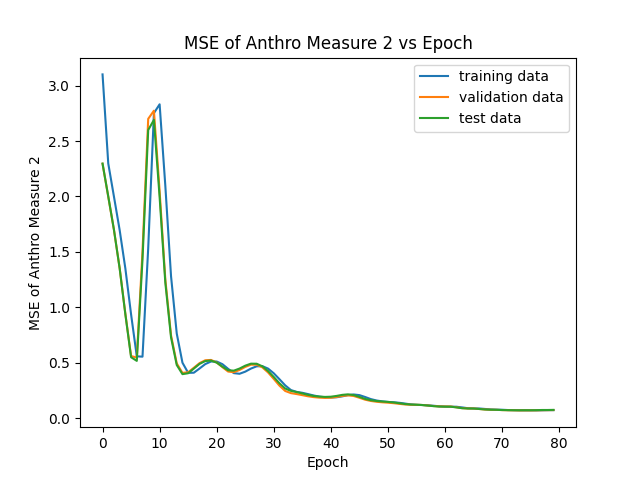 MSE of Anthro Measure 2 vs Epoch
training data
validation data
test data
MSE of Anthro Measure 2
3.0
2.5
2.0
1.5
1.0
0.5
0.0
0 10 20 30 40 50 60 70 80
Epoch